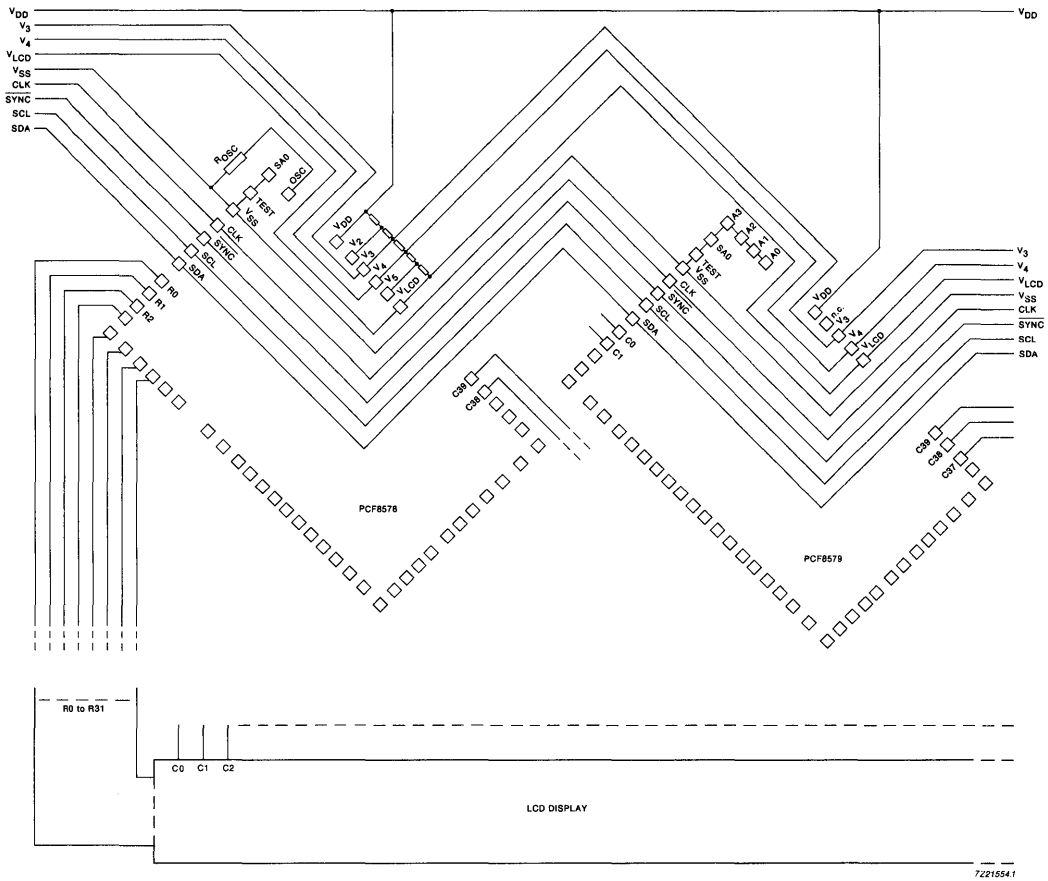 VDD
V3
V4
VLCD
VSS
CLK
SYNC
SCL
SDA
VDD
ROSC
SA0
OSC
TEST
VSS
CLK
SYNC
SCL
SDA
R0
R1
R2
VDD
V2
V3
V4
V5
VLCD
C39
C38
PCF8578
A3
A2
A1
A0
SA0
TEST
VSS
CLK
SYNC
SCL
SDA
C0
C1
VDD
n.c.
V3
V4
VLCD
V3
V4
VLCD
VSS
CLK
SYNC
SCL
SDA
C39
C38
C37
PCF8579
R0 to R31
C0 C1 C2
LCD DISPLAY
7Z21554.1